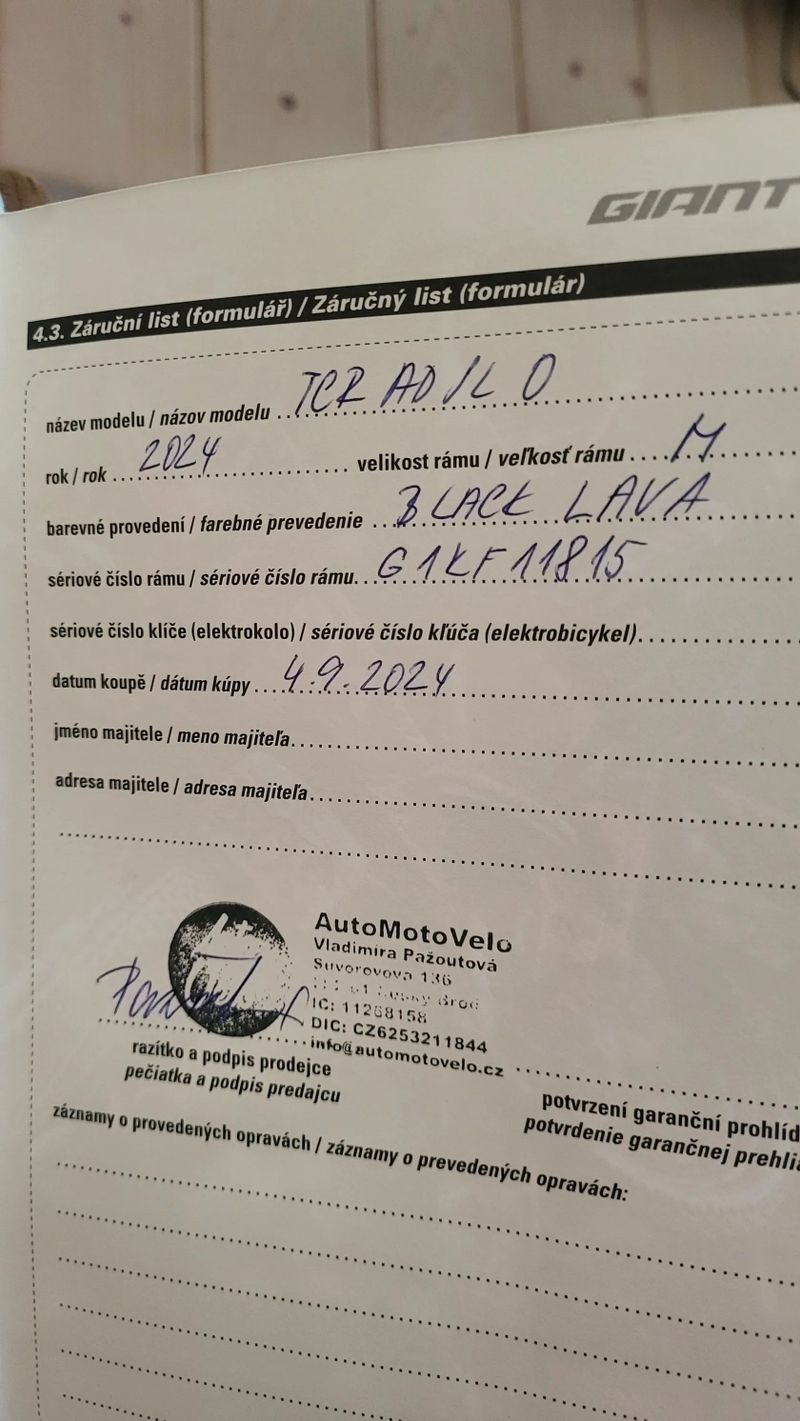 GIANT
4.3. Záruční list (formulář) / Záručný list (formulár)
název modelu / názov modelu TCR AD/L 0
rok / rok 2024 velikost rámu / veľkosť rámu M
barevné provedení / farebné prevedenie BLACK LAVA
sériové číslo rámu / sériové číslo rámu G1KF11815
sériové číslo klíče (elektrokolo) / sériové číslo kľúča (elektrobicykel)
datum koupě / dátum kúpy 4.9.2024
jméno majitele / meno majiteľa
adresa majitele / adresa majiteľa
AutoMotoVelo
Vladimíra Pažoutová
Suvorovova 136
Brod
IC: 11268158
DIC: CZ6253211844
info@automotovelo.cz
razítko a podpis prodejce
pečiatka a podpis predajcu
potvrzení garanční prohlíd
potvrdenie garančnej prehlia
záznamy o provedených opravách / záznamy o prevedených opravách: